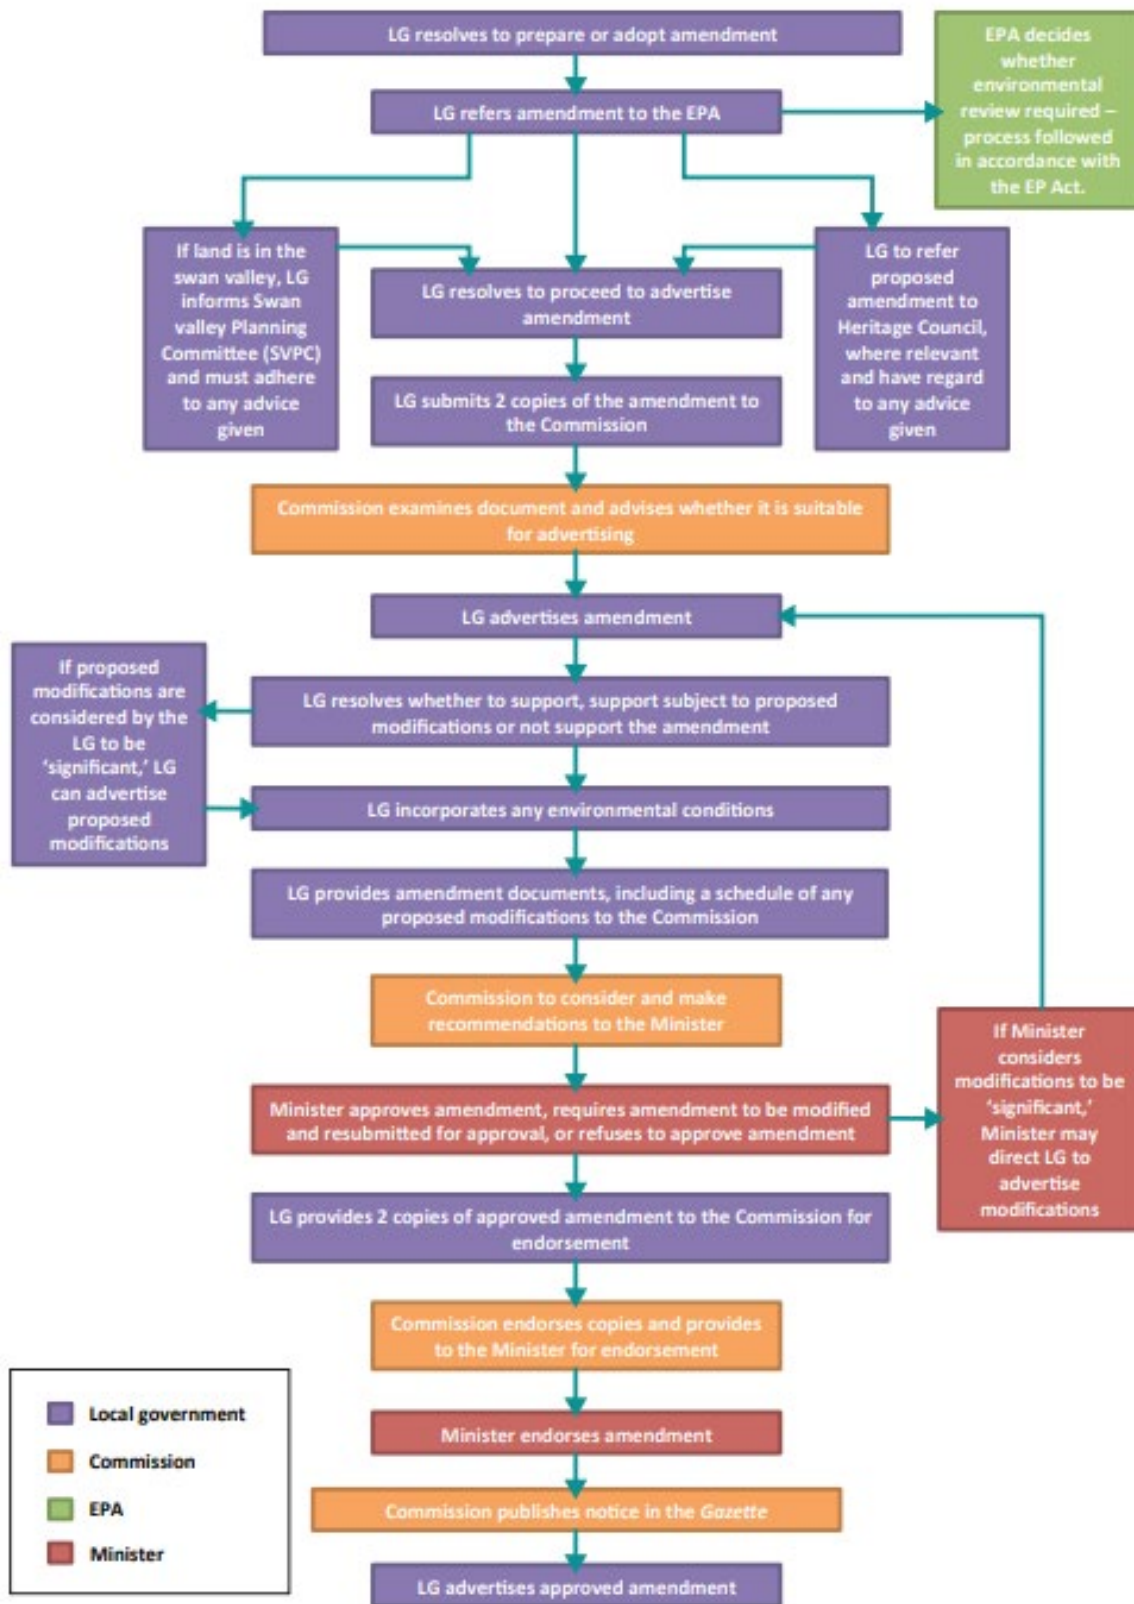 LG resolves to prepare or adopt amendment
EPA decides
whether
environmental
review required –
process followed
in accordance with
the EP Act.
LG refers amendment to the EPA
If land is in the
swan valley, LG
informs Swan
valley Planning
Committee (SVPC)
and must adhere
to any advice
given
LG resolves to proceed to advertise
amendment
LG to refer
proposed
amendment to
Heritage Council,
where relevant
and have regard
to any advice
given
LG submits 2 copies of the amendment to
the Commission
Commission examines document and advises whether it is suitable
for advertising
LG advertises amendment
If proposed
modifications are
considered by the
LG to be
‘significant,’ LG
can advertise
proposed
modifications
LG resolves whether to support, support subject to proposed
modifications or not support the amendment
LG incorporates any environmental conditions
LG provides amendment documents, including a schedule of any
proposed modifications to the Commission
Commission to consider and make
recommendations to the Minister
If Minister
considers
modifications to be
‘significant,’
Minister may
direct LG to
advertise
modifications
Minister approves amendment, requires amendment to be modified
and resubmitted for approval, or refuses to approve amendment
LG provides 2 copies of approved amendment to the Commission for
endorsement
Commission endorses copies and provides
to the Minister for endorsement
Minister endorses amendment
Commission publishes notice in the Gazette
LG advertises approved amendment
Local government
Commission
EPA
Minister